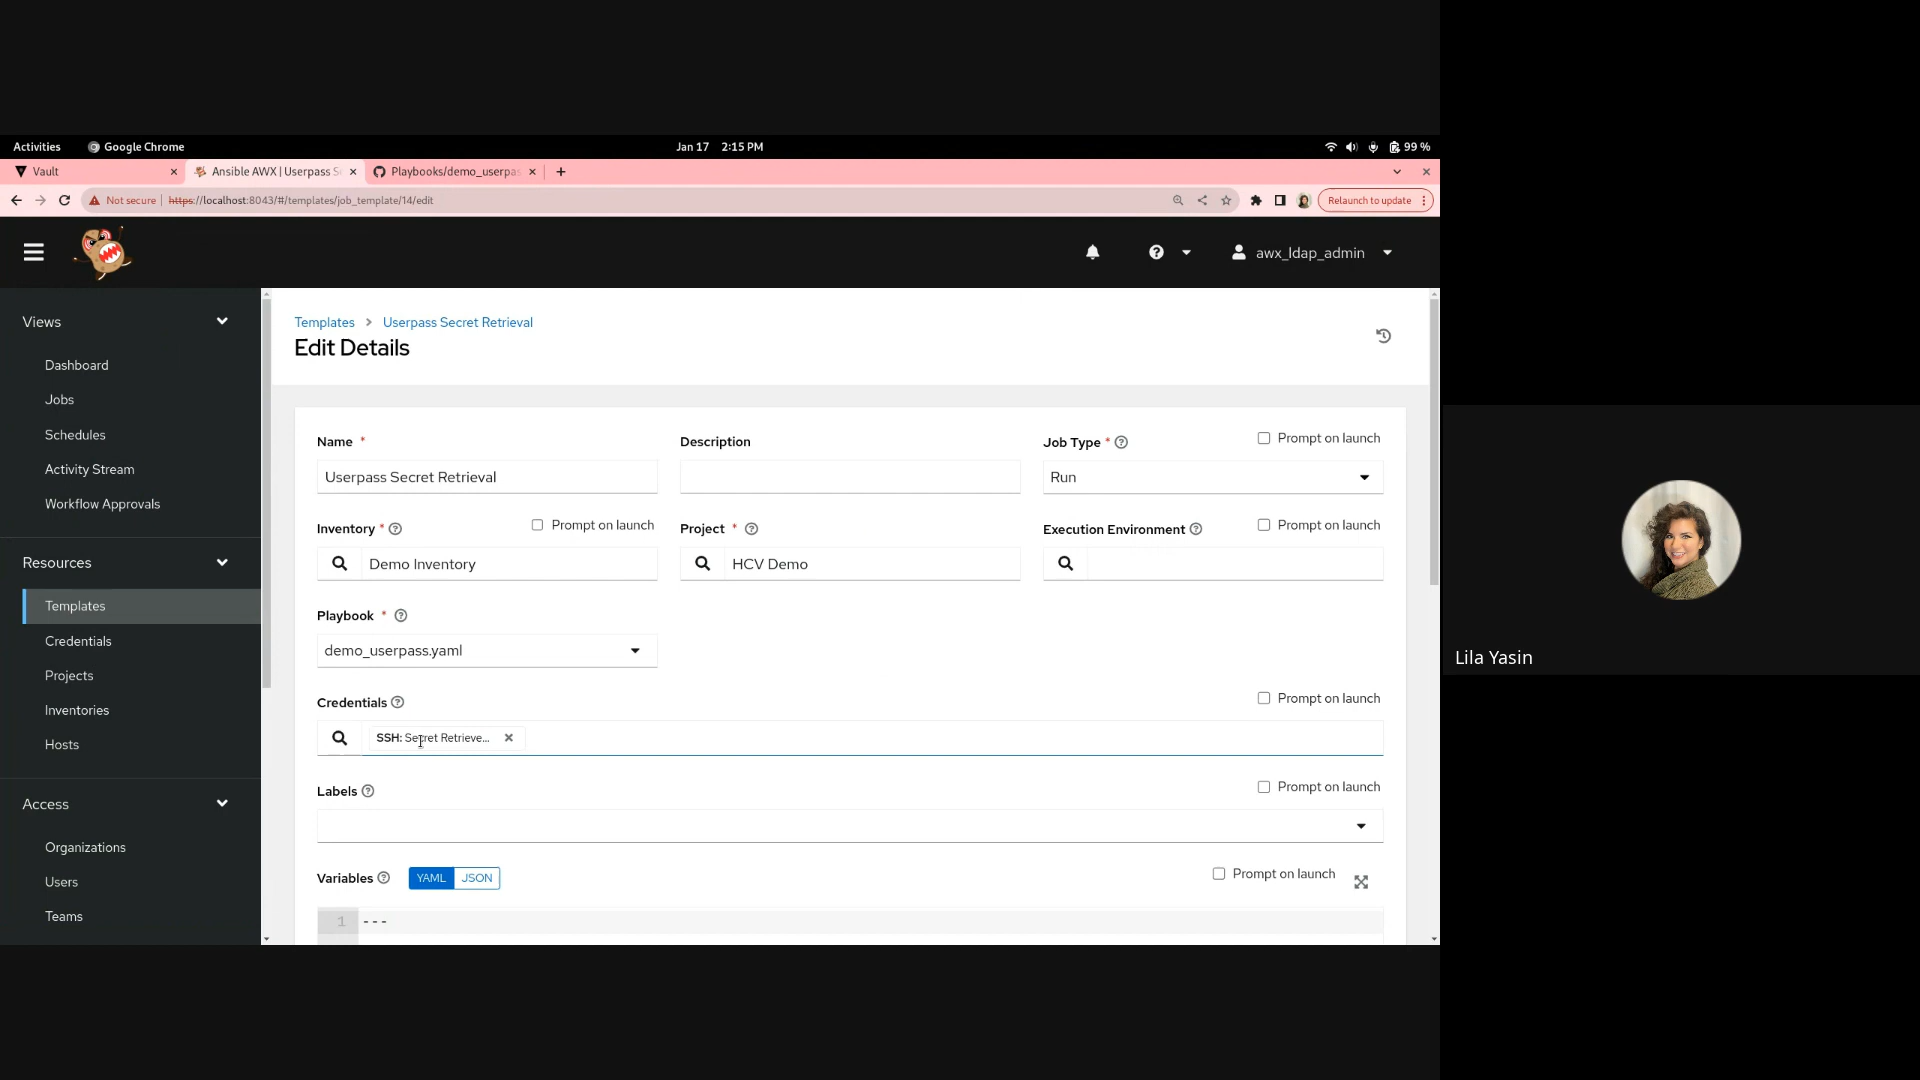 Activities Google Chrome Jan 17 2:15 PM 99 %
Vault Ansible AWX | Userpass S Playbooks/demo_userpas
Not secure https://localhost:8043/#/templates/job_template/14/edit Relaunch to update
awx_ldap_admin
Views
Dashboard
Jobs
Schedules
Activity Stream
Workflow Approvals
Resources
Templates
Credentials
Projects
Inventories
Hosts
Access
Organizations
Users
Teams
Templates > Userpass Secret Retrieval
Edit Details
Name * Description Job Type * Prompt on launch
Userpass Secret Retrieval Run
Inventory * Prompt on launch Project * Execution Environment Prompt on launch
Demo Inventory HCV Demo
Playbook *
demo_userpass.yaml
Credentials Prompt on launch
SSH: Secret Retrieve...
Labels Prompt on launch
Variables YAML JSON Prompt on launch
1 ---
Lila Yasin